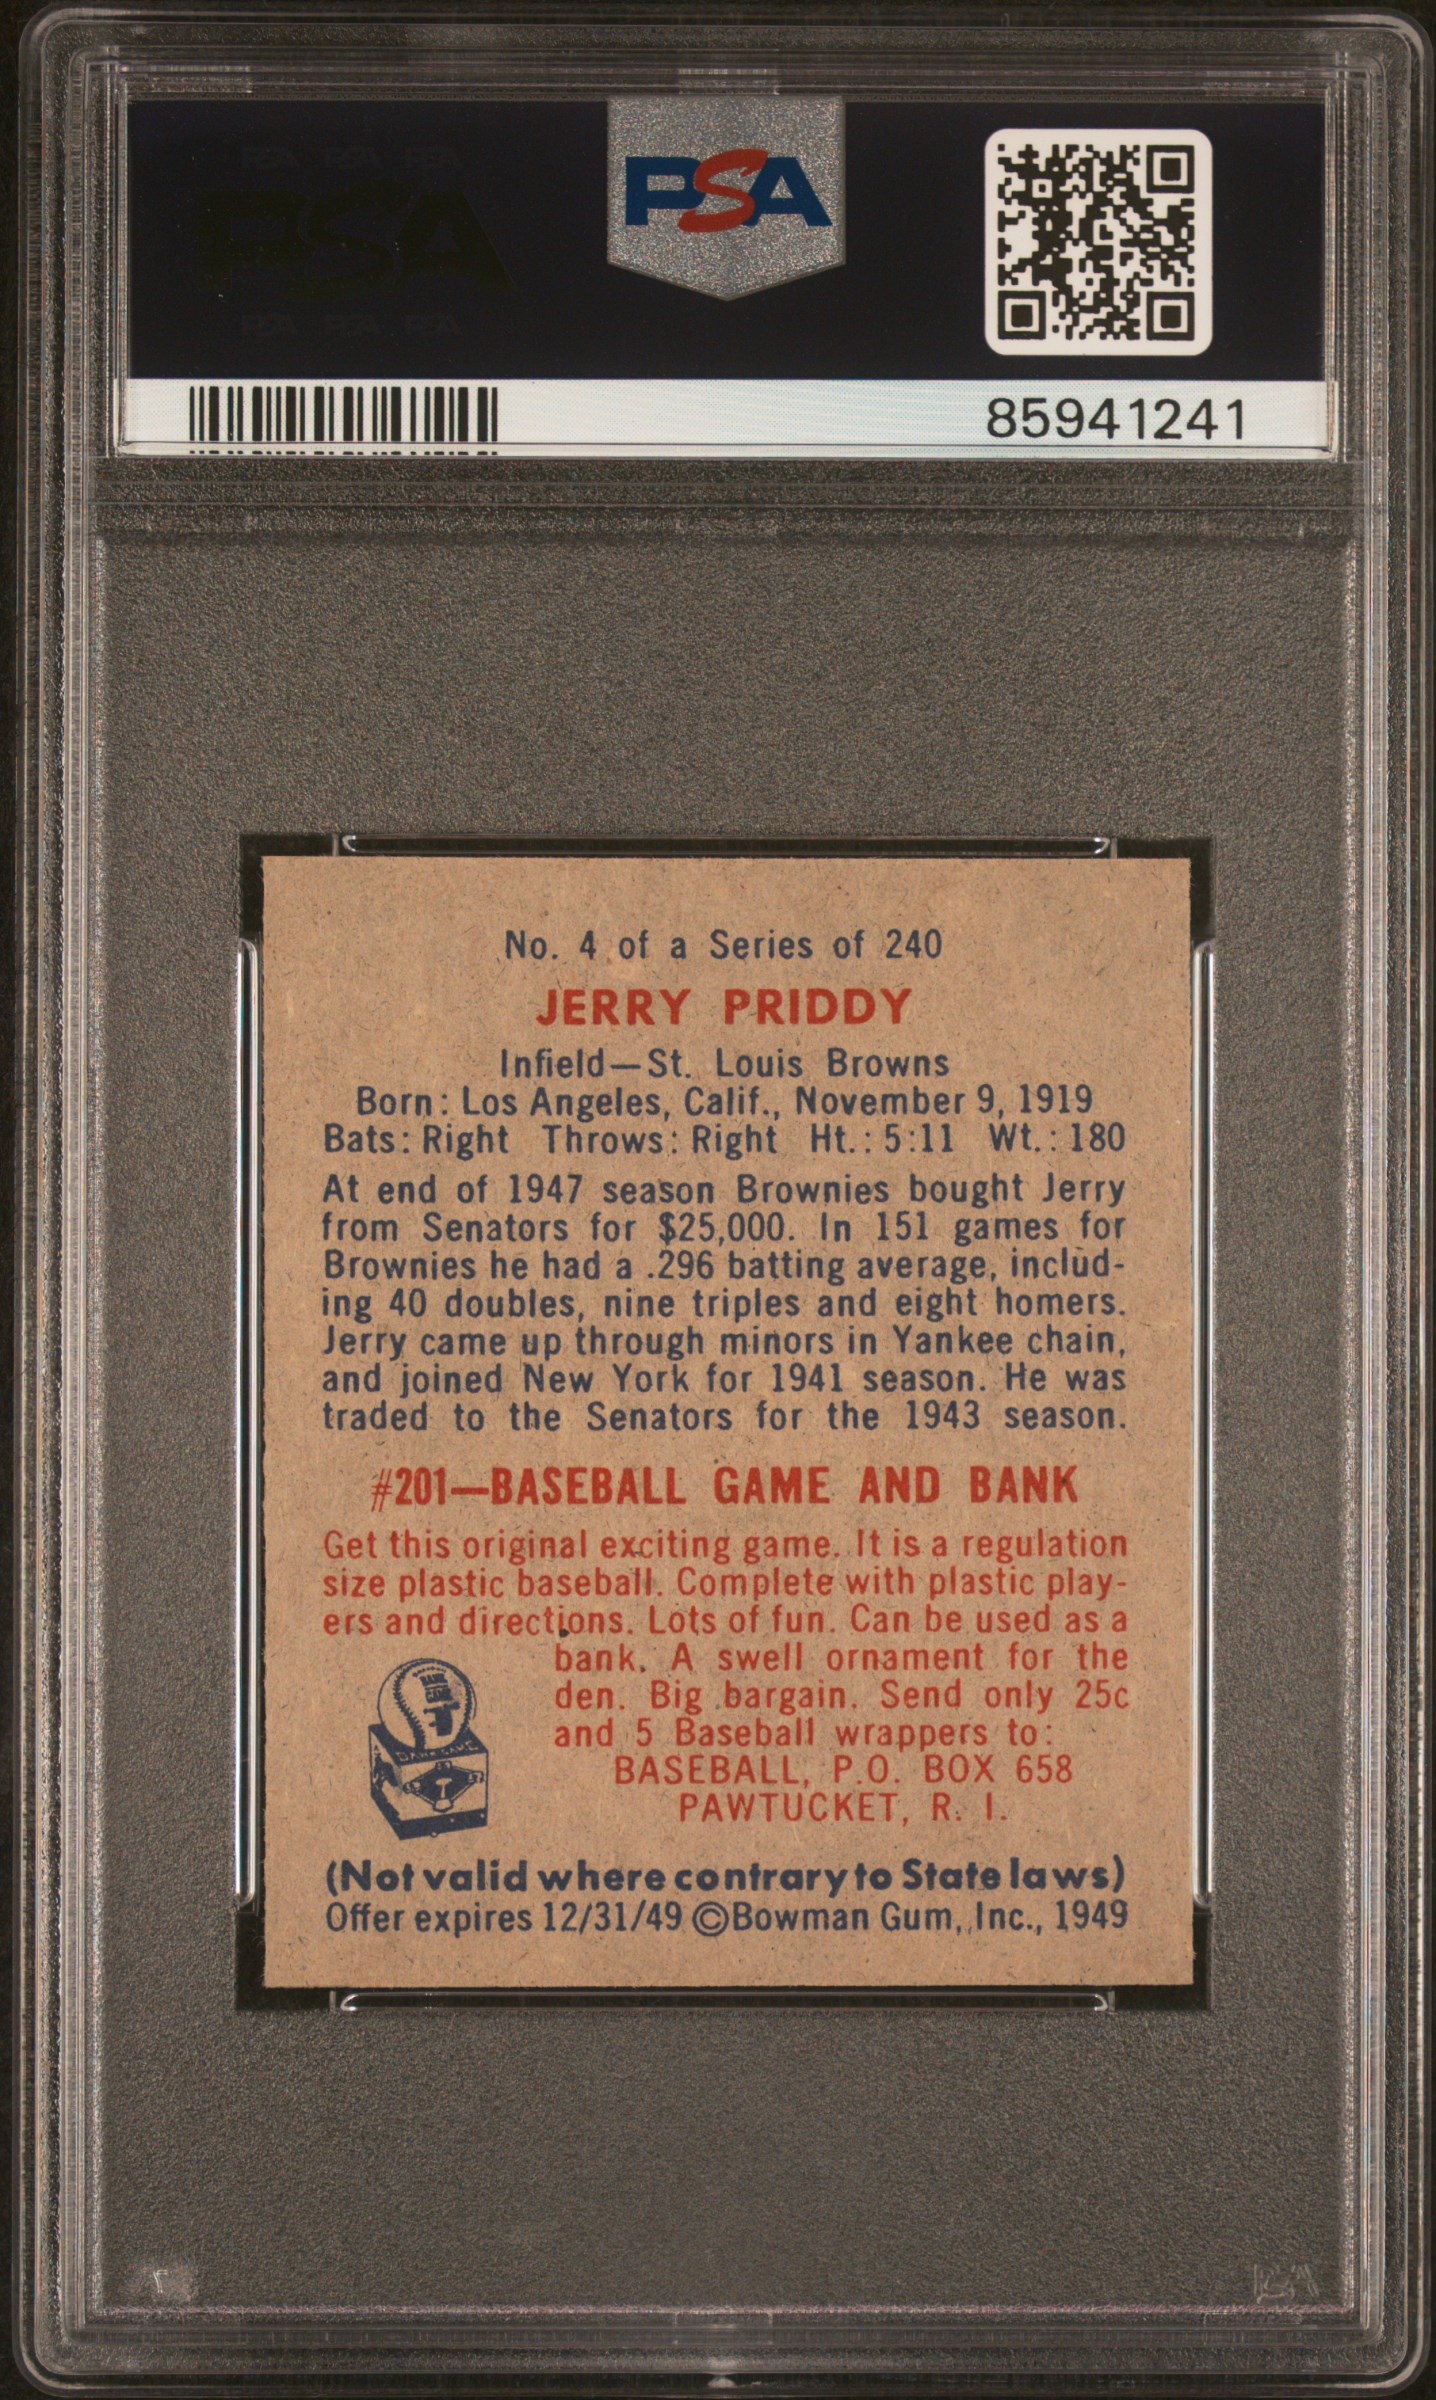 PSA
85941241
No. 4 of a Series of 240
JERRY PRIDDY
Infield—St. Louis Browns
Born: Los Angeles, Calif., November 9, 1919
Bats: Right Throws: Right Ht.: 5:11 Wt.: 180
At end of 1947 season Brownies bought Jerry
from Senators for $25,000. In 151 games for
Brownies he had a .296 batting average, includ-
ing 40 doubles, nine triples and eight homers.
Jerry came up through minors in Yankee chain,
and joined New York for 1941 season. He was
traded to the Senators for the 1943 season.
#201—BASEBALL GAME AND BANK
Get this original exciting game. It is a regulation
size plastic baseball. Complete with plastic play-
ers and directions. Lots of fun. Can be used as a
bank. A swell ornament for the
den. Big bargain. Send only 25c
and 5 Baseball wrappers to:
BASEBALL, P.O. BOX 658
PAWTUCKET, R. I.
(Not valid where contrary to State laws)
Offer expires 12/31/49 ©Bowman Gum, Inc., 1949